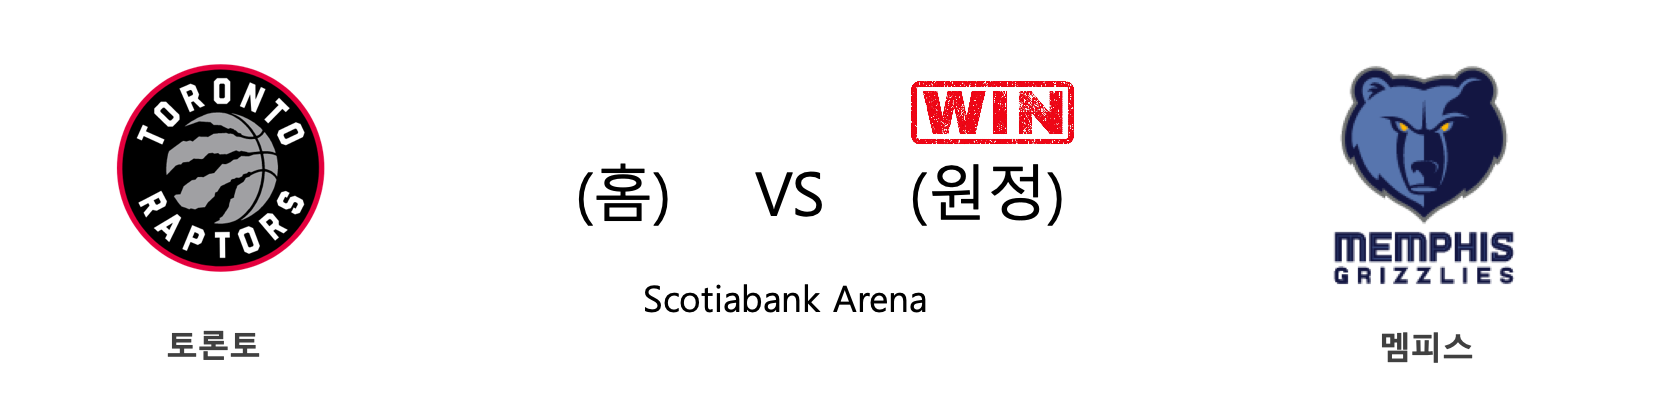 TORONTO
RAPTORS
토론토
WIN
(홈) VS (원정)
Scotiabank Arena
MEMPHIS
GRIZZLIES
멤피스